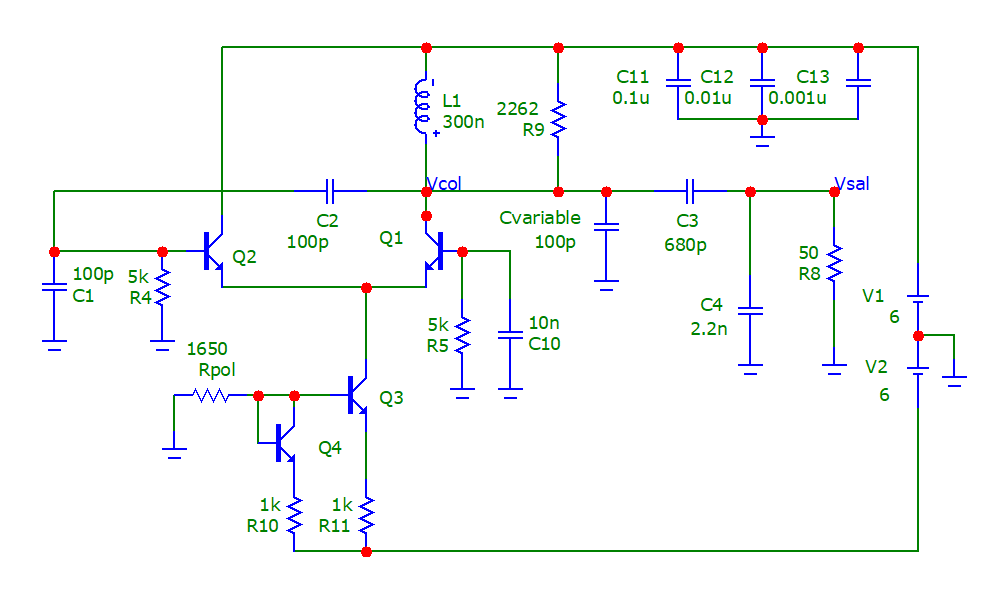 C11 C12 C13
0.1u 0.01u 0.001u
L1
300n
2262
R9
Vcol
Vsal
C2
100p
Q1
Q2
Cvariable
100p
C3
680p
100p
C1
5k
R4
50
R8
V1
6
C4
2.2n
5k
R5
10n
C10
1650
Rpol
V2
6
Q3
Q4
1k
R10
1k
R11